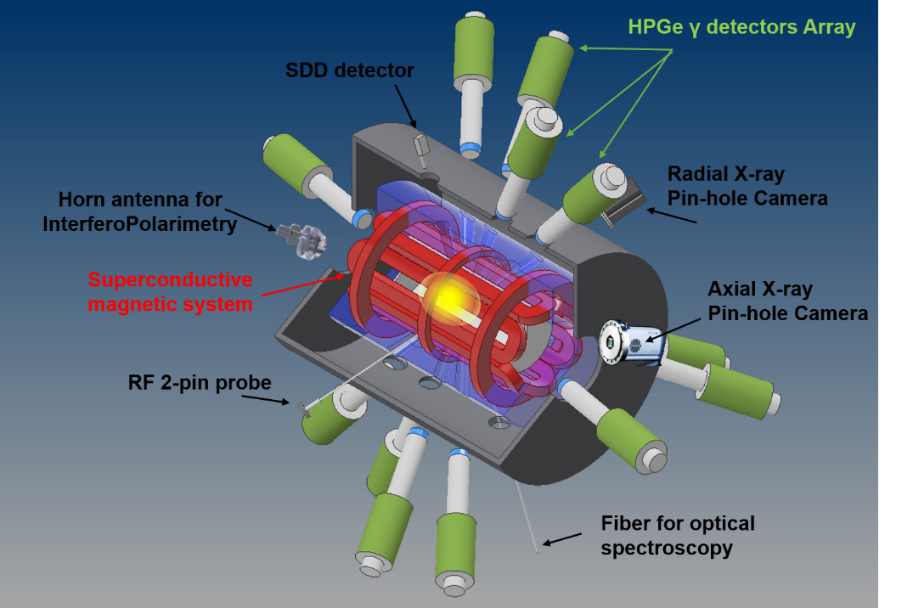 HPGe γ detectors Array
SDD detector
Radial X-ray
Pin-hole Camera
Horn antenna for
InterferoPolarimetry
Superconductive
magnetic system
Axial X-ray
Pin-hole Camera
RF 2-pin probe
Fiber for optical
spectroscopy